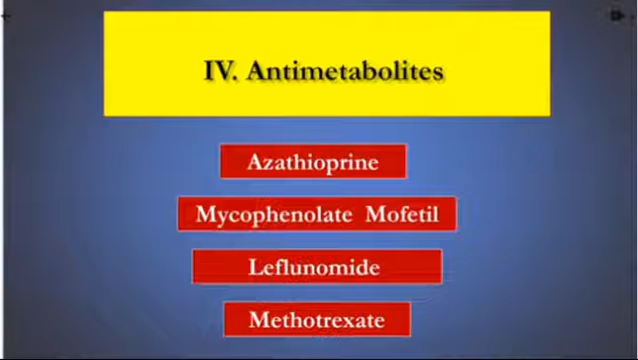 IV. Antimetabolites
Azathioprine
Mycophenolate Mofetil
Leflunomide
Methotrexate